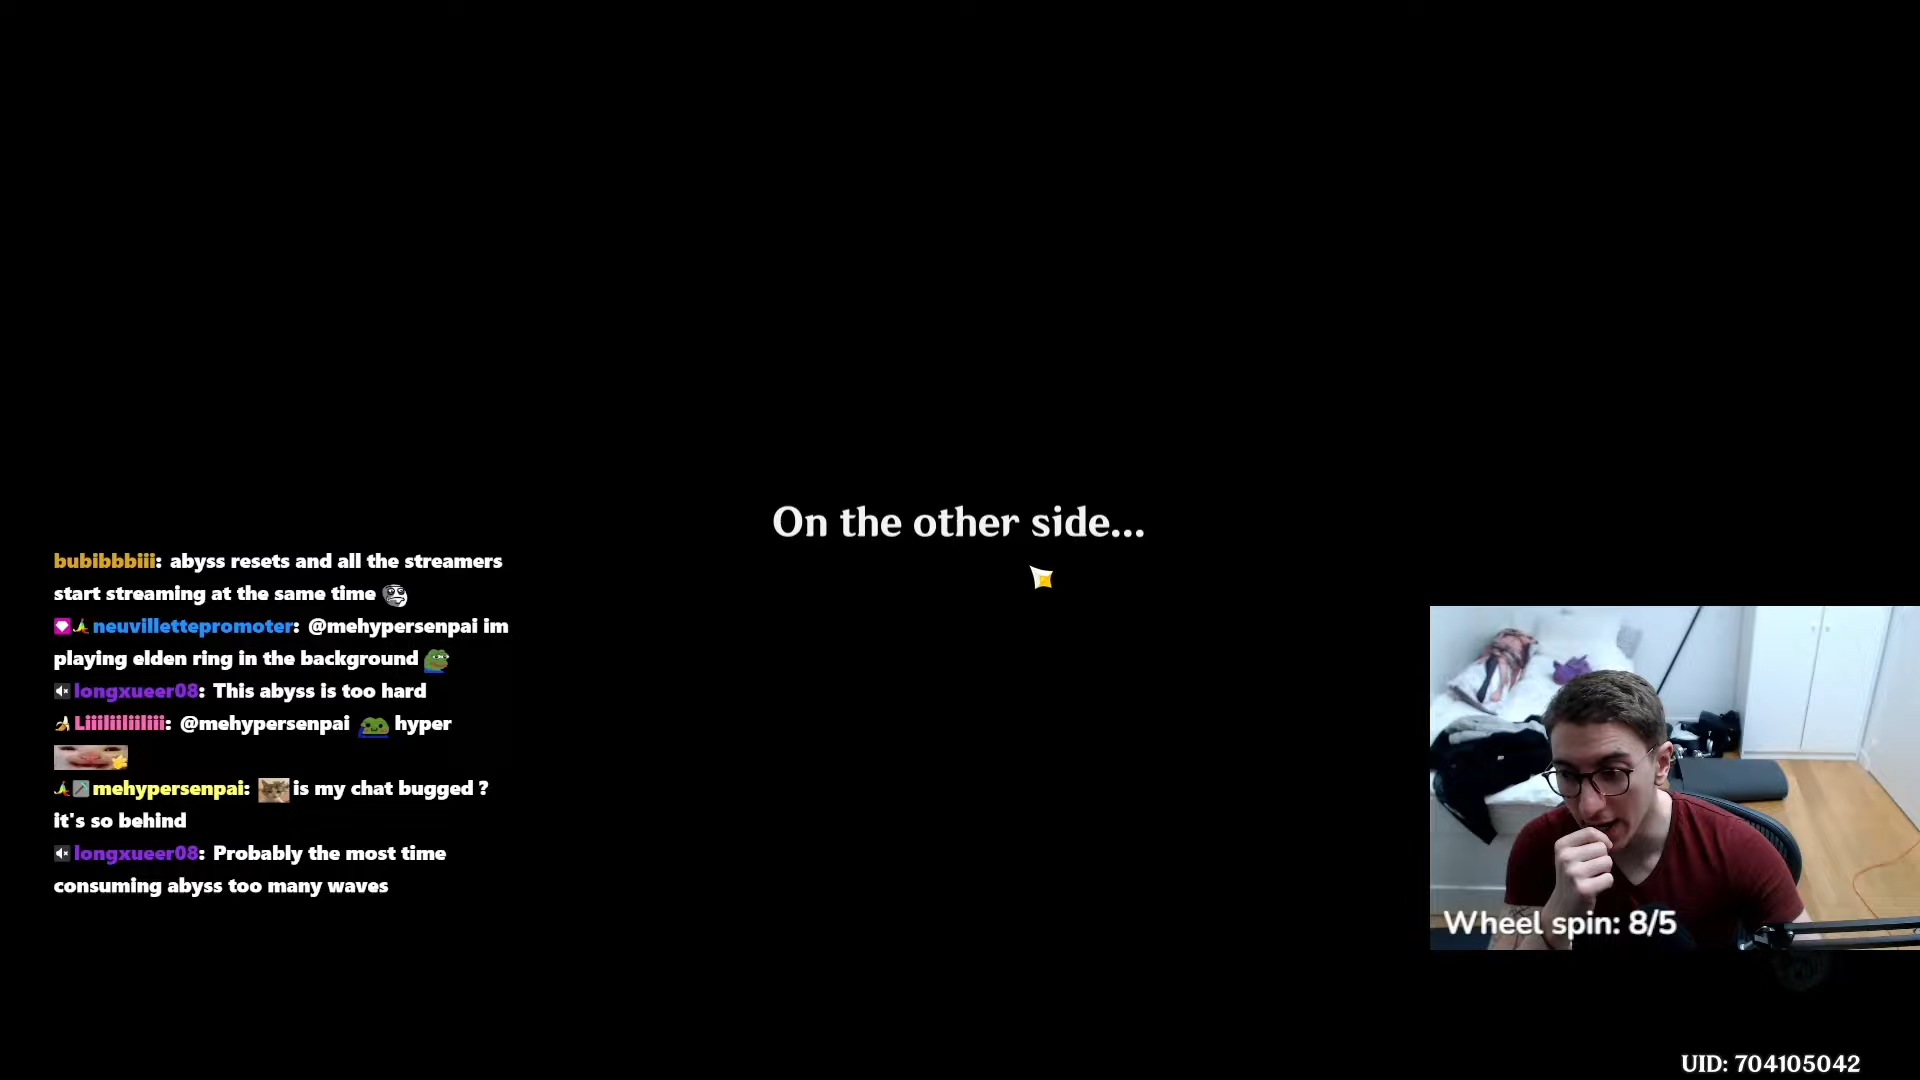 On the other side...
bubibbbiii: abyss resets and all the streamers
start streaming at the same time
neuvillettepromoter: @mehypersenpai im
playing elden ring in the background
longxueer08: This abyss is too hard
@mehypersenpai hyper
mehypersenpai: is my chat bugged ?
it's so behind
longxueer08: Probably the most time
consuming abyss too many waves
Wheel spin: 8/5
UID: 704105042